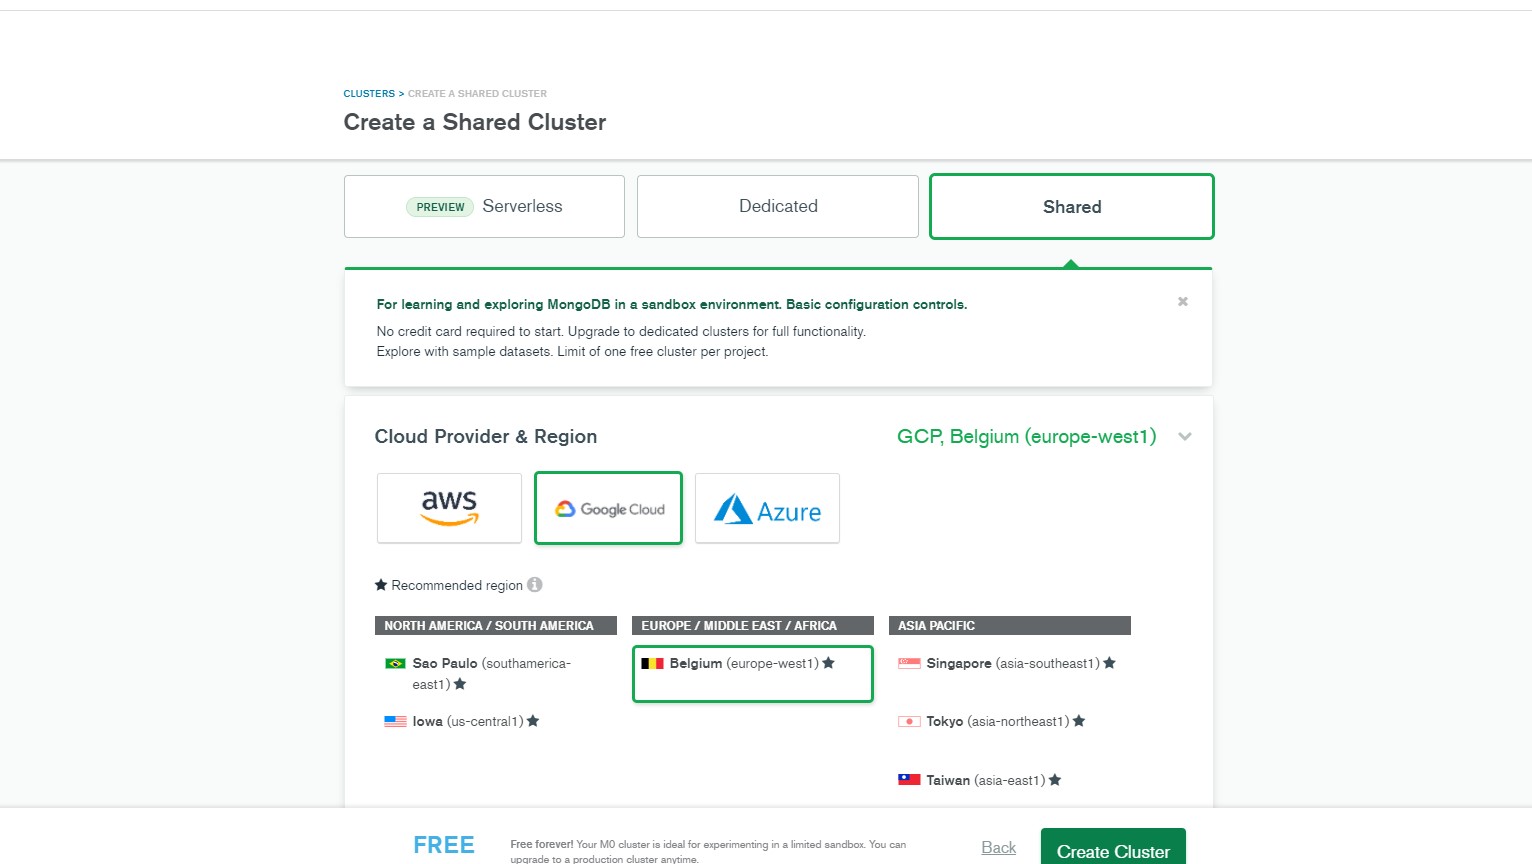 CLUSTERS > CREATE A SHARED CLUSTER
Create a Shared Cluster
PREVIEW Serverless
Dedicated
Shared
For learning and exploring MongoDB in a sandbox environment. Basic configuration controls.
No credit card required to start. Upgrade to dedicated clusters for full functionality.
Explore with sample datasets. Limit of one free cluster per project.
Cloud Provider & Region
GCP, Belgium (europe-west1)
aws
Google Cloud
Azure
Recommended region
NORTH AMERICA / SOUTH AMERICA
Sao Paulo (southamerica-
east1)
Iowa (us-central1)
EUROPE / MIDDLE EAST / AFRICA
Belgium (europe-west1)
ASIA PACIFIC
Singapore (asia-southeast1)
Tokyo (asia-northeast1)
Taiwan (asia-east1)
FREE
Free forever! Your M0 cluster is ideal for experimenting in a limited sandbox. You can
upgrade to a production cluster anytime.
Back
Create Cluster